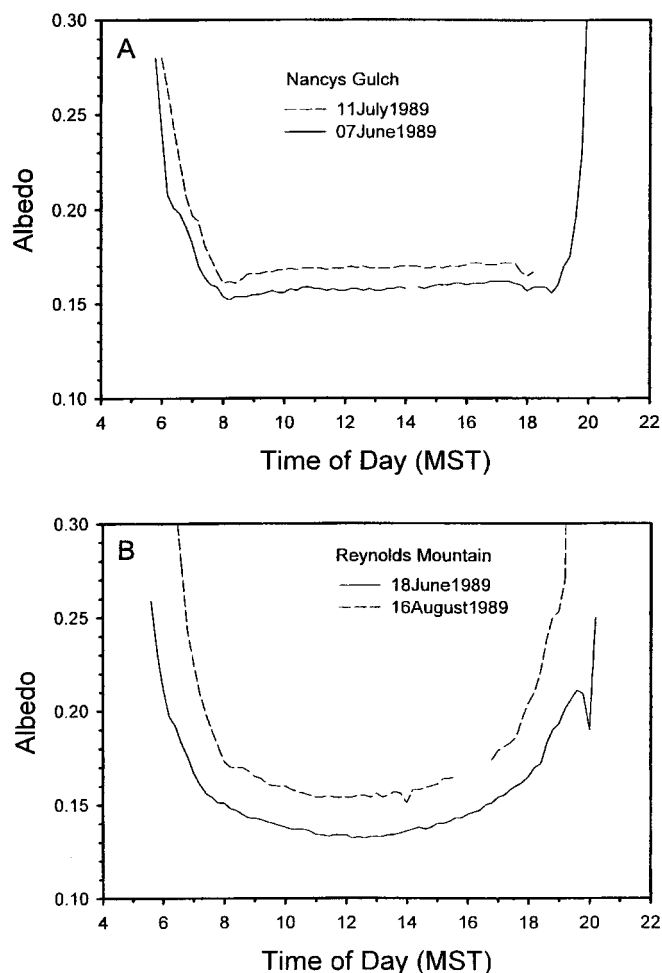 0.30
A
Nancys Gulch
11July1989
07June1989
0.25
0.20
0.15
0.10
Albedo
4 6 8 10 12 14 16 18 20 22
Time of Day (MST)
0.30
B
Reynolds Mountain
18June1989
16August1989
0.25
0.20
0.15
0.10
Albedo
4 6 8 10 12 14 16 18 20 22
Time of Day (MST)